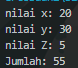 nilai x: 20
nilai y: 30
nilai Z: 5
Jumlah: 55